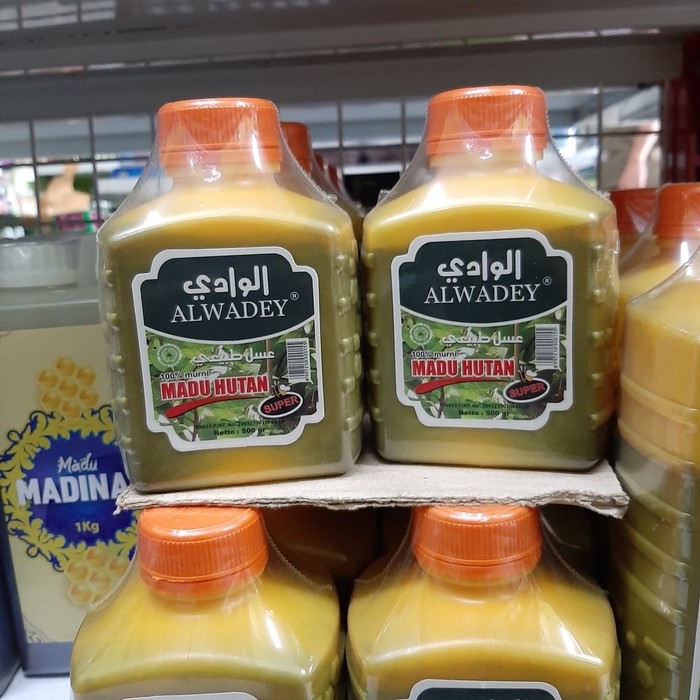 الوادي
ALWADEY®
عسل طبيعي
100% murni
MADU HUTAN
SUPER
Netto : 500 gr
الوادي
ALWADEY®
عسل طبيعي
100% murni
MADU HUTAN
SUPER
Netto : 500 gr
Madu
MADINA
1Kg